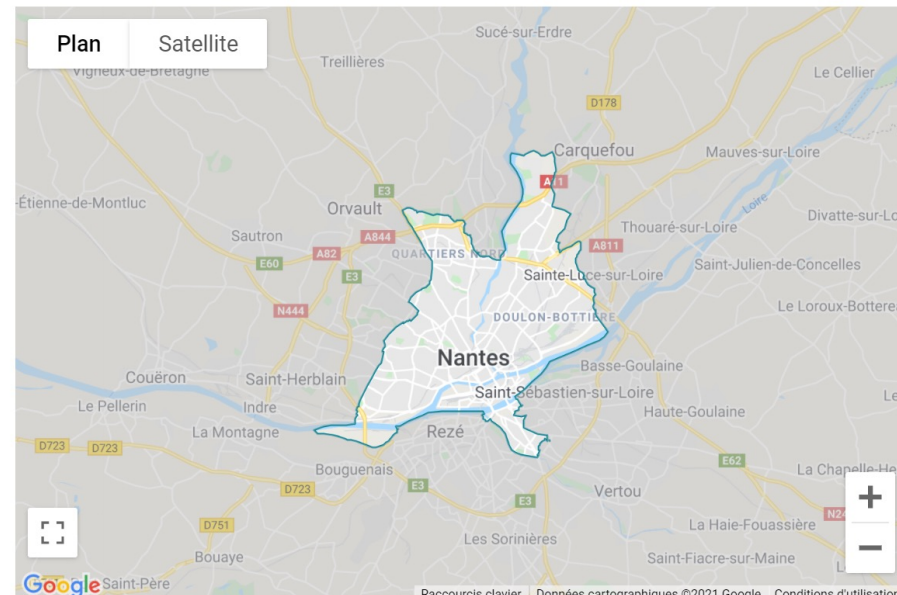 Plan
Satellite
Sucé-sur-Erdre
Vigneux-de-Bretagne
Treillières
Le Cellier
D178
Carquefou
Mauves-sur-Loire
A11
E3
-Étienne-de-Montluc
Orvault
Loire
Divatte-sur-Lo
Thouaré-sur-Loire
Sautron
A844
A82
QUARTIERS NORD
A811
E60
E3
Sainte-Luce-sur-Loire
Saint-Julien-de-Concelles
N444
DOULON-BOTTIÈRE
Le Loroux-Bottere
Nantes
Basse-Goulaine
Couëron
Saint-Herblain
Saint-Sébastien-sur-Loire
Le Pellerin
Indre
Haute-Goulaine
La Montagne
Rezé
D723
D723
E62
Bouguenais
La Chapelle-He
D723
E3
Vertou
E3
N24
D751
La Haie-Fouassière
Les Sorinières
Bouaye
Saint-Fiacre-sur-Maine
Google
Saint-Père
Raccourcis clavier
Données cartographiques ©2021 Google
Conditions d'utilisation